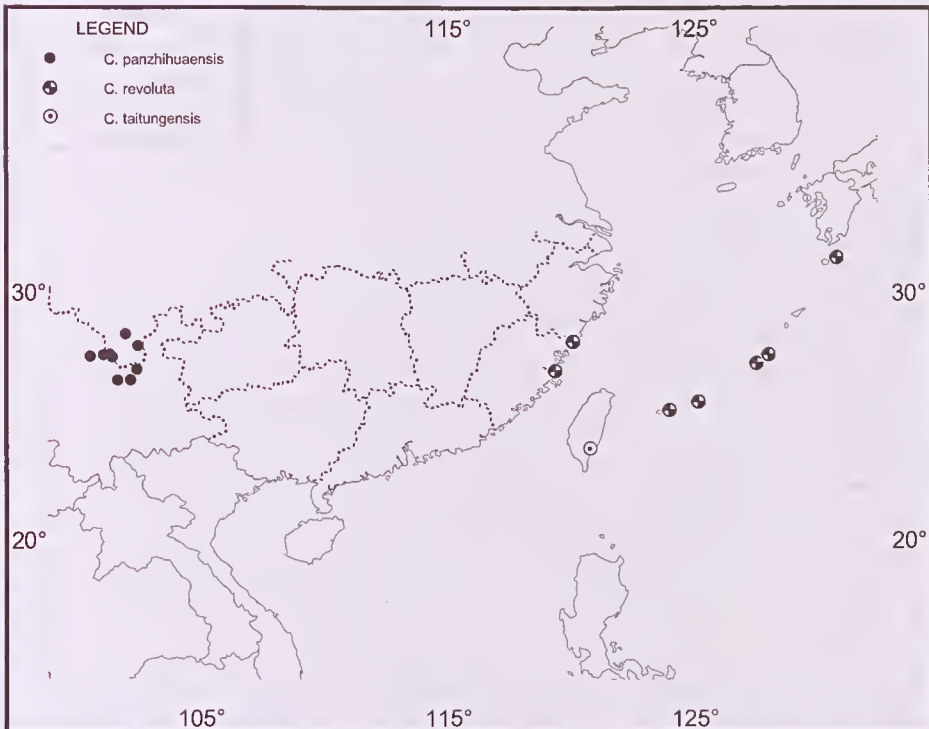 LEGEND
C. panzhihuaensis
C. revoluta
C. taitungensis
115° 125°
30° 30°
20° 20°
105° 115° 125°